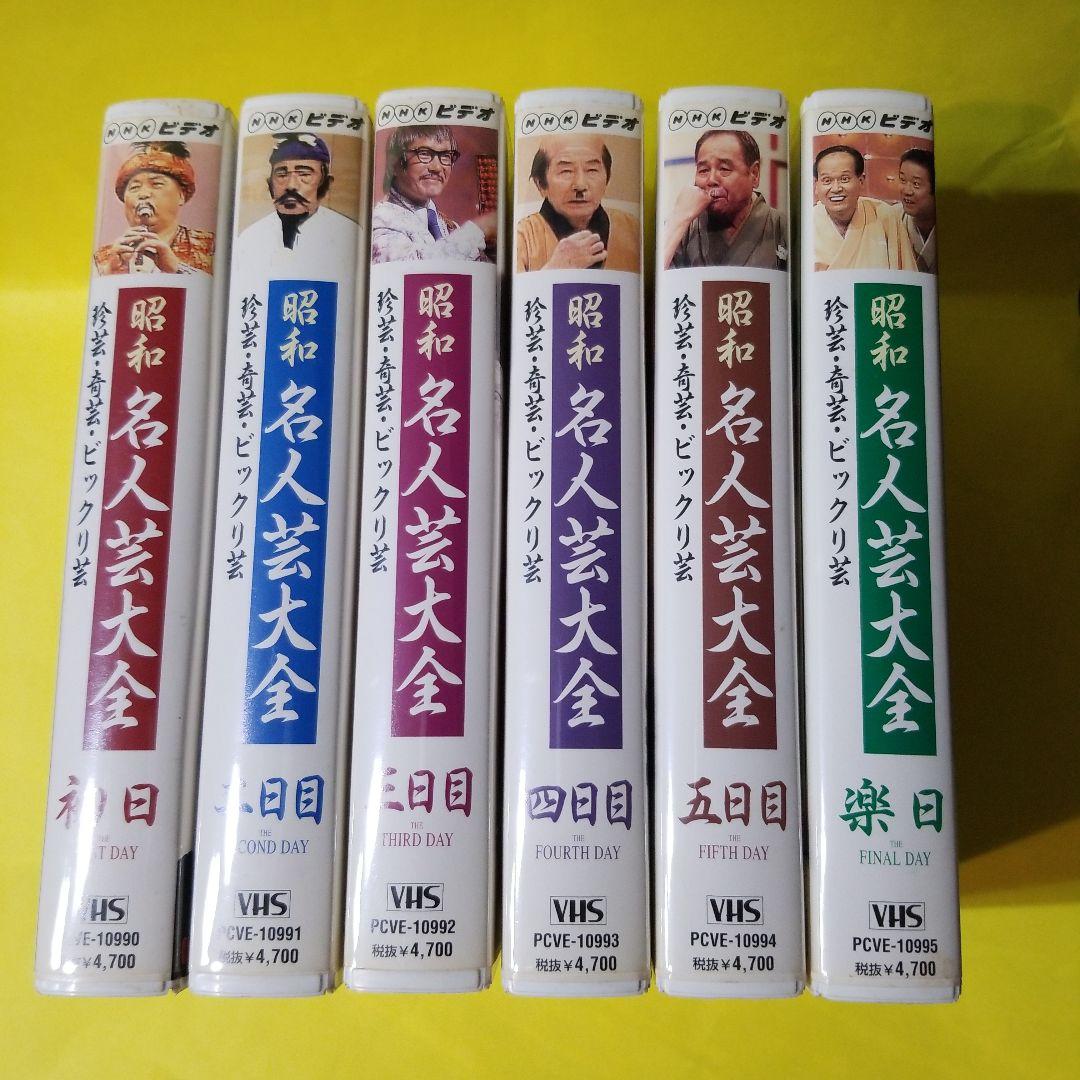 NHKビデオ
昭和 名人芸大全
珍芸・奇芸・ビックリ芸
初日
THE
ST DAY
VHS
VE-10990
税抜¥4,700
NHKビデオ
昭和 名人芸大全
珍芸・奇芸・ビックリ芸
二日目
THE
COND DAY
VHS
PCVE-10991
税抜¥4,700
NHKビデオ
昭和 名人芸大全
珍芸・奇芸・ビックリ芸
三日目
THE
THIRD DAY
VHS
PCVE-10992
税抜¥4,700
NHKビデオ
昭和 名人芸大全
珍芸・奇芸・ビックリ芸
四日目
THE
FOURTH DAY
VHS
PCVE-10993
税抜¥4,700
NHKビデオ
昭和 名人芸大全
珍芸・奇芸・ビックリ芸
五日目
THE
FIFTH DAY
VHS
PCVE-10994
税抜¥4,700
NHKビデオ
昭和 名人芸大全
珍芸・奇芸・ビックリ芸
楽日
THE
FINAL DAY
VHS
PCVE-10995
税抜¥4,700